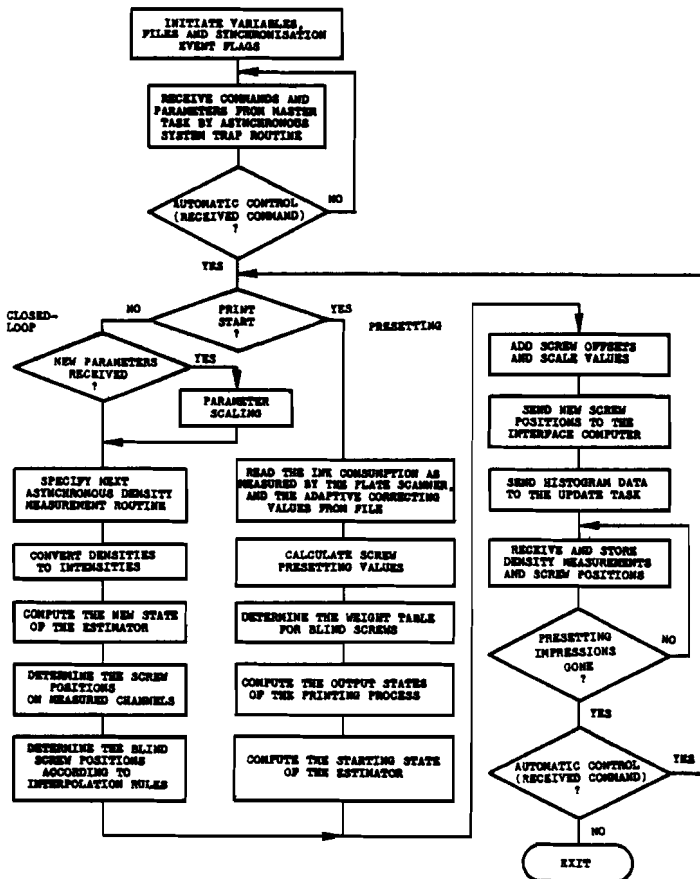 INITIATE VARIABLES,
FILES AND SYNCHRONISATION
EVENT FLAGS
RECEIVE COMMANDS AND
PARAMETERS FROM MASTER
TASK BY ASYNCHRONOUS
SYSTEM TRAP ROUTINE
AUTOMATIC CONTROL
(RECEIVED COMMAND)
?
NO
YES
PRINT
START
?
NO
YES
CLOSED-
LOOP
PRESETTING
NEW PARAMETERS
RECEIVED
?
YES
NO
PARAMETER
SCALING
SPECIFY NEXT
ASYNCHRONOUS DENSITY
MEASUREMENT ROUTINE
CONVERT DENSITIES
TO INTENSITIES
COMPUTE THE NEW STATE
OF THE ESTIMATOR
DETERMINE THE SCREW
POSITIONS
ON MEASURED CHANNELS
DETERMINE THE BLIND
SCREW POSITIONS
ACCORDING TO
INTERPOLATION RULES
READ THE INK CONSUMPTION AS
MEASURED BY THE PLATE SCANNER,
AND THE ADAPTIVE CORRECTING
VALUES FROM FILE
CALCULATE SCREW
PRESETTING VALUES
DETERMINE THE WEIGHT TABLE
FOR BLIND SCREWS
COMPUTE THE OUTPUT STATES
OF THE PRINTING PROCESS
COMPUTE THE STARTING STATE
OF THE ESTIMATOR
ADD SCREW OFFSETS
AND SCALE VALUES
SEND NEW SCREW
POSITIONS TO THE
INTERFACE COMPUTER
SEND HISTOGRAM DATA
TO THE UPDATE TASK
RECEIVE AND STORE
DENSITY MEASUREMENTS
AND SCREW POSITIONS
PRESETTING
IMPRESSIONS
GONE
?
NO
YES
AUTOMATIC CONTROL
(RECEIVED COMMAND)
?
YES
NO
EXIT